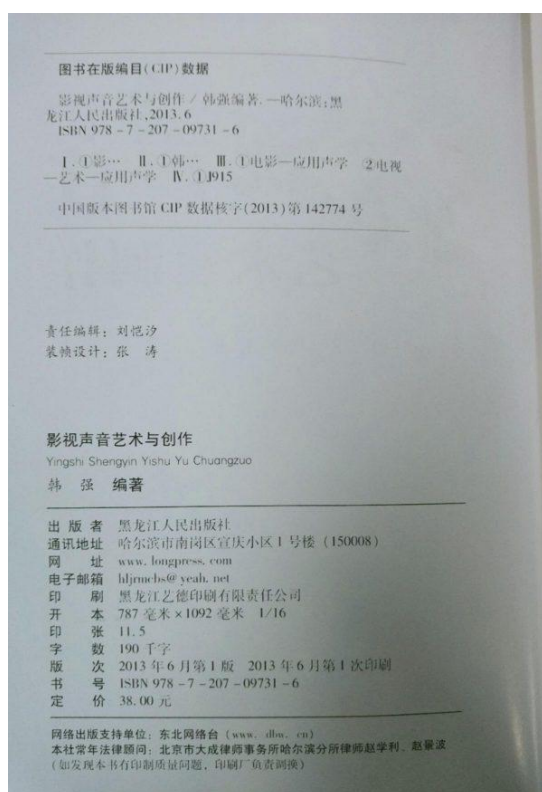 图书在版编目(CIP)数据
影视声音艺术与创作 / 韩强编著. —哈尔滨:黑
龙江人民出版社,2013.6
ISBN 978-7-207-09731-6
Ⅰ.①影… Ⅱ.①韩… Ⅲ.①电影—应用声学 ②电视
—艺术—应用声学 Ⅳ.①J915
中国版本图书馆 CIP 数据核字(2013)第 142774 号
责任编辑: 刘恺汐
装帧设计: 张 涛
影视声音艺术与创作
Yingshi Shengyin Yishu Yu Chuangzuo
韩 强 编著
出 版 者 黑龙江人民出版社
通讯地址 哈尔滨市南岗区宣庆小区1号楼(150008)
网 址 www.longpress.com
电子邮箱 hljrmcbs@yeah.net
印 刷 黑龙江艺德印刷有限责任公司
开 本 787毫米×1092毫米 1/16
印 张 11.5
字 数 190千字
版 次 2013年6月第1版 2013年6月第1次印刷
书 号 ISBN 978-7-207-09731-6
定 价 38.00元
网络出版支持单位: 东北网络台(www.dbw.cn)
本社常年法律顾问: 北京市大成律师事务所哈尔滨分所律师赵学利、赵景波
(如发现本书有印制质量问题,印刷厂负责调换)